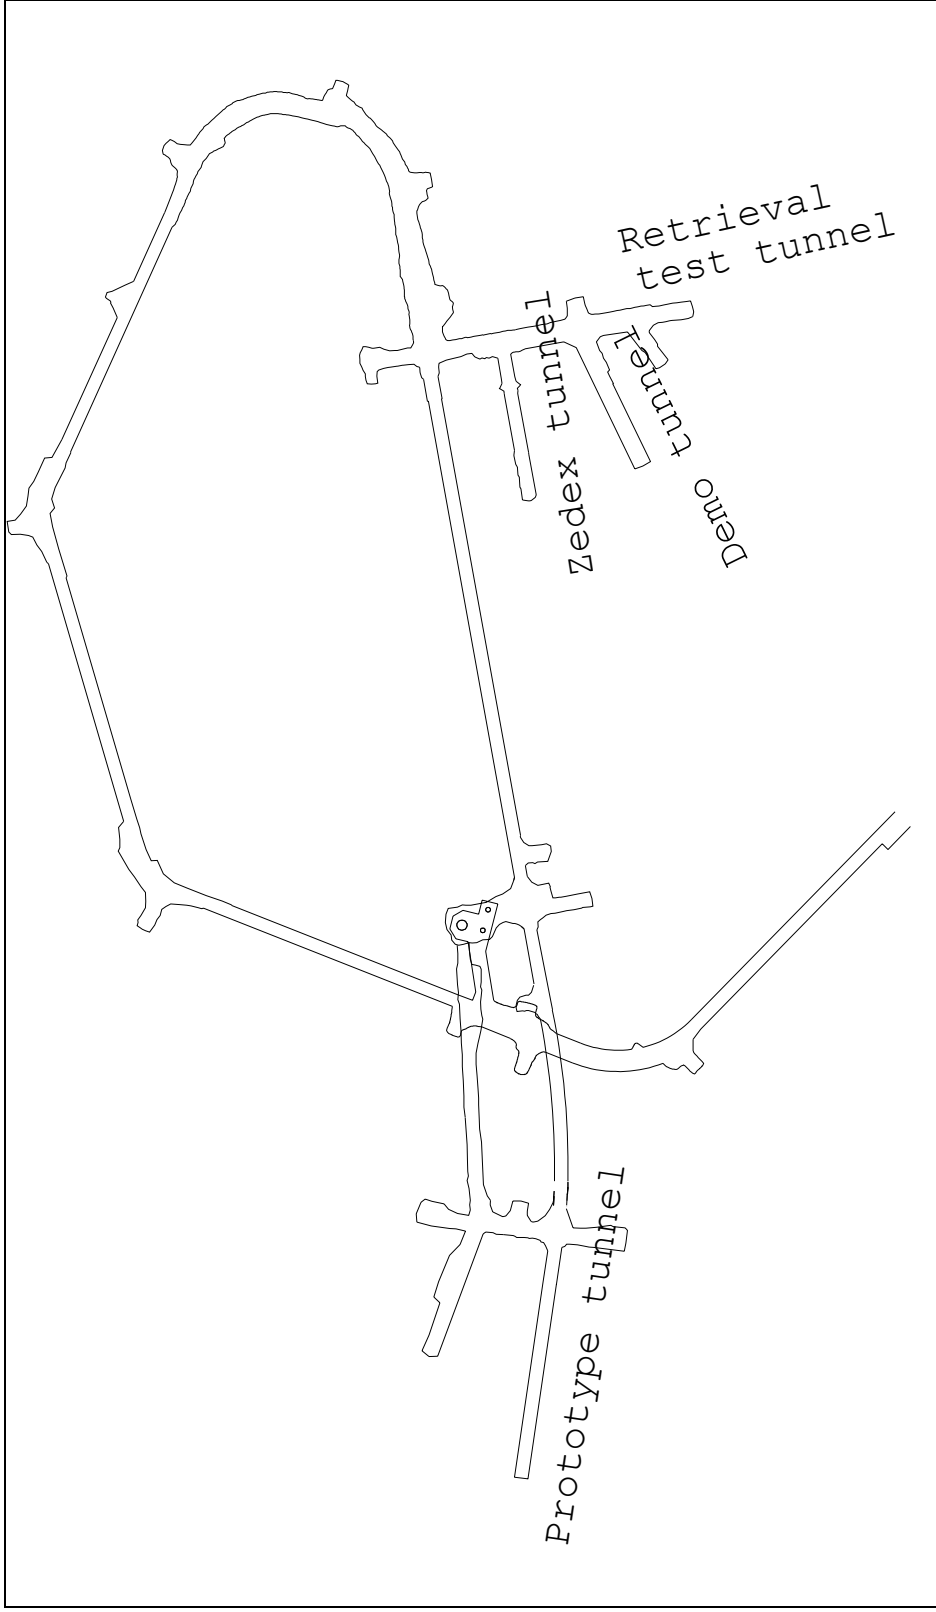 Retrieval
test tunnel
Zedex tunnel
Demo tunnel
Prototype tunnel